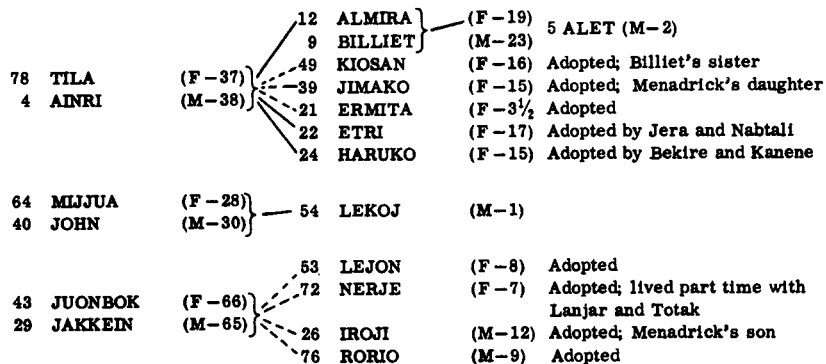 12 ALMIRA (F-19)
9 BILLIET (M-23) 5 ALET (M-2)
49 KIOSAN (F-16) Adopted; Billiet's sister
78 TILA (F-37) 39 JIMAKO (F-15) Adopted; Menadrick's daughter
4 AINRI (M-38) 21 ERMITA (F-3½ Adopted
22 ETRI (F-17) Adopted by Jera and Nabtali
24 HARUKO (F-15) Adopted by Bekire and Kanene
64 MIJJUA (F-28)
40 JOHN (M-30) 54 LEKOJ (M-1)
53 LEJON (F-8) Adopted
43 JUONBOK (F-66) 72 NERJE (F-7) Adopted; lived part time with
Lanjar and Totak
29 JAKKEIN (M-65) 26 IROJI (M-12) Adopted; Menadrick's son
76 RORIO (M-9) Adopted